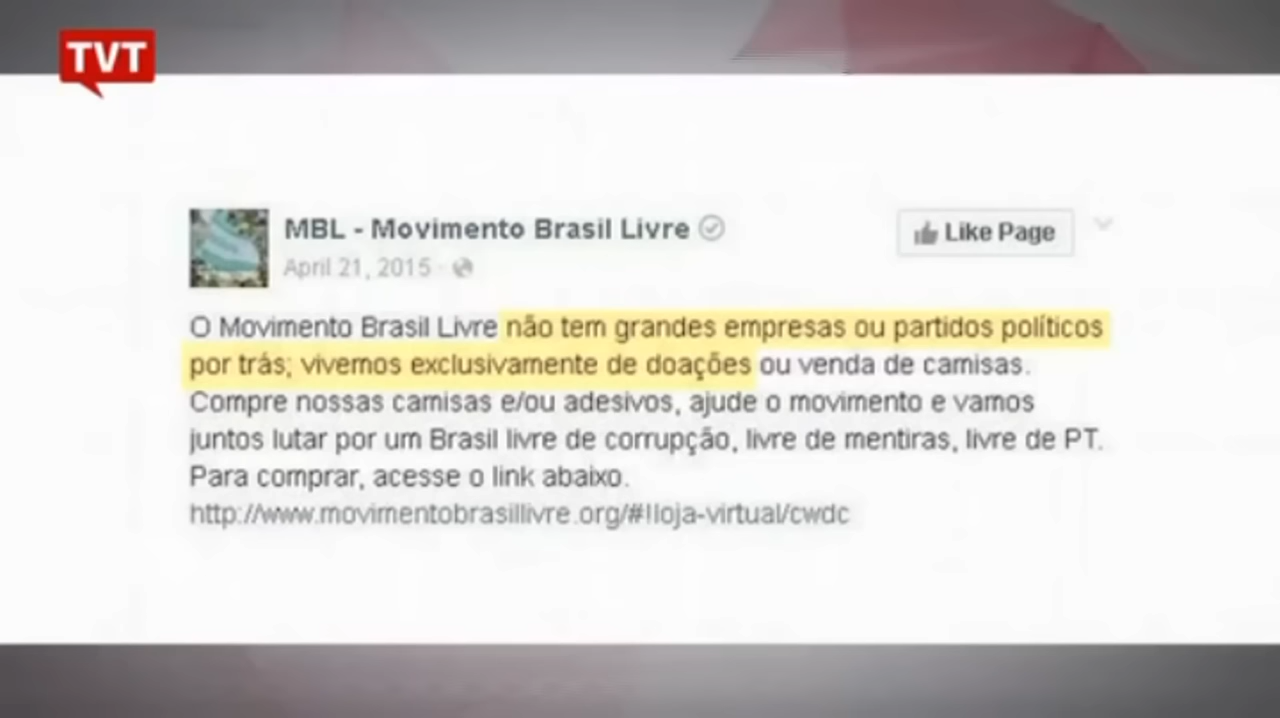 TVT
MBL - Movimento Brasil Livre
Like Page
April 21, 2015 ·
O Movimento Brasil Livre não tem grandes empresas ou partidos políticos
por trás; vivemos exclusivamente de doações ou venda de camisas.
Compre nossas camisas e/ou adesivos, ajude o movimento e vamos
juntos lutar por um Brasil livre de corrupção, livre de mentiras, livre de PT.
Para comprar, acesse o link abaixo.
http://www.movimentobrasillivre.org/#!loja-virtual/cwdc